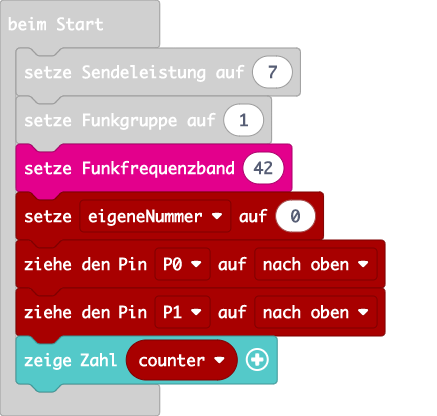 beim Start
setze Sendeleistung auf 7
setze Funkgruppe auf 1
setze Funkfrequenzband 42
setze eigeneNummer auf 0
ziehe den Pin P0 auf nach oben
ziehe den Pin P1 auf nach oben
zeige Zahl counter